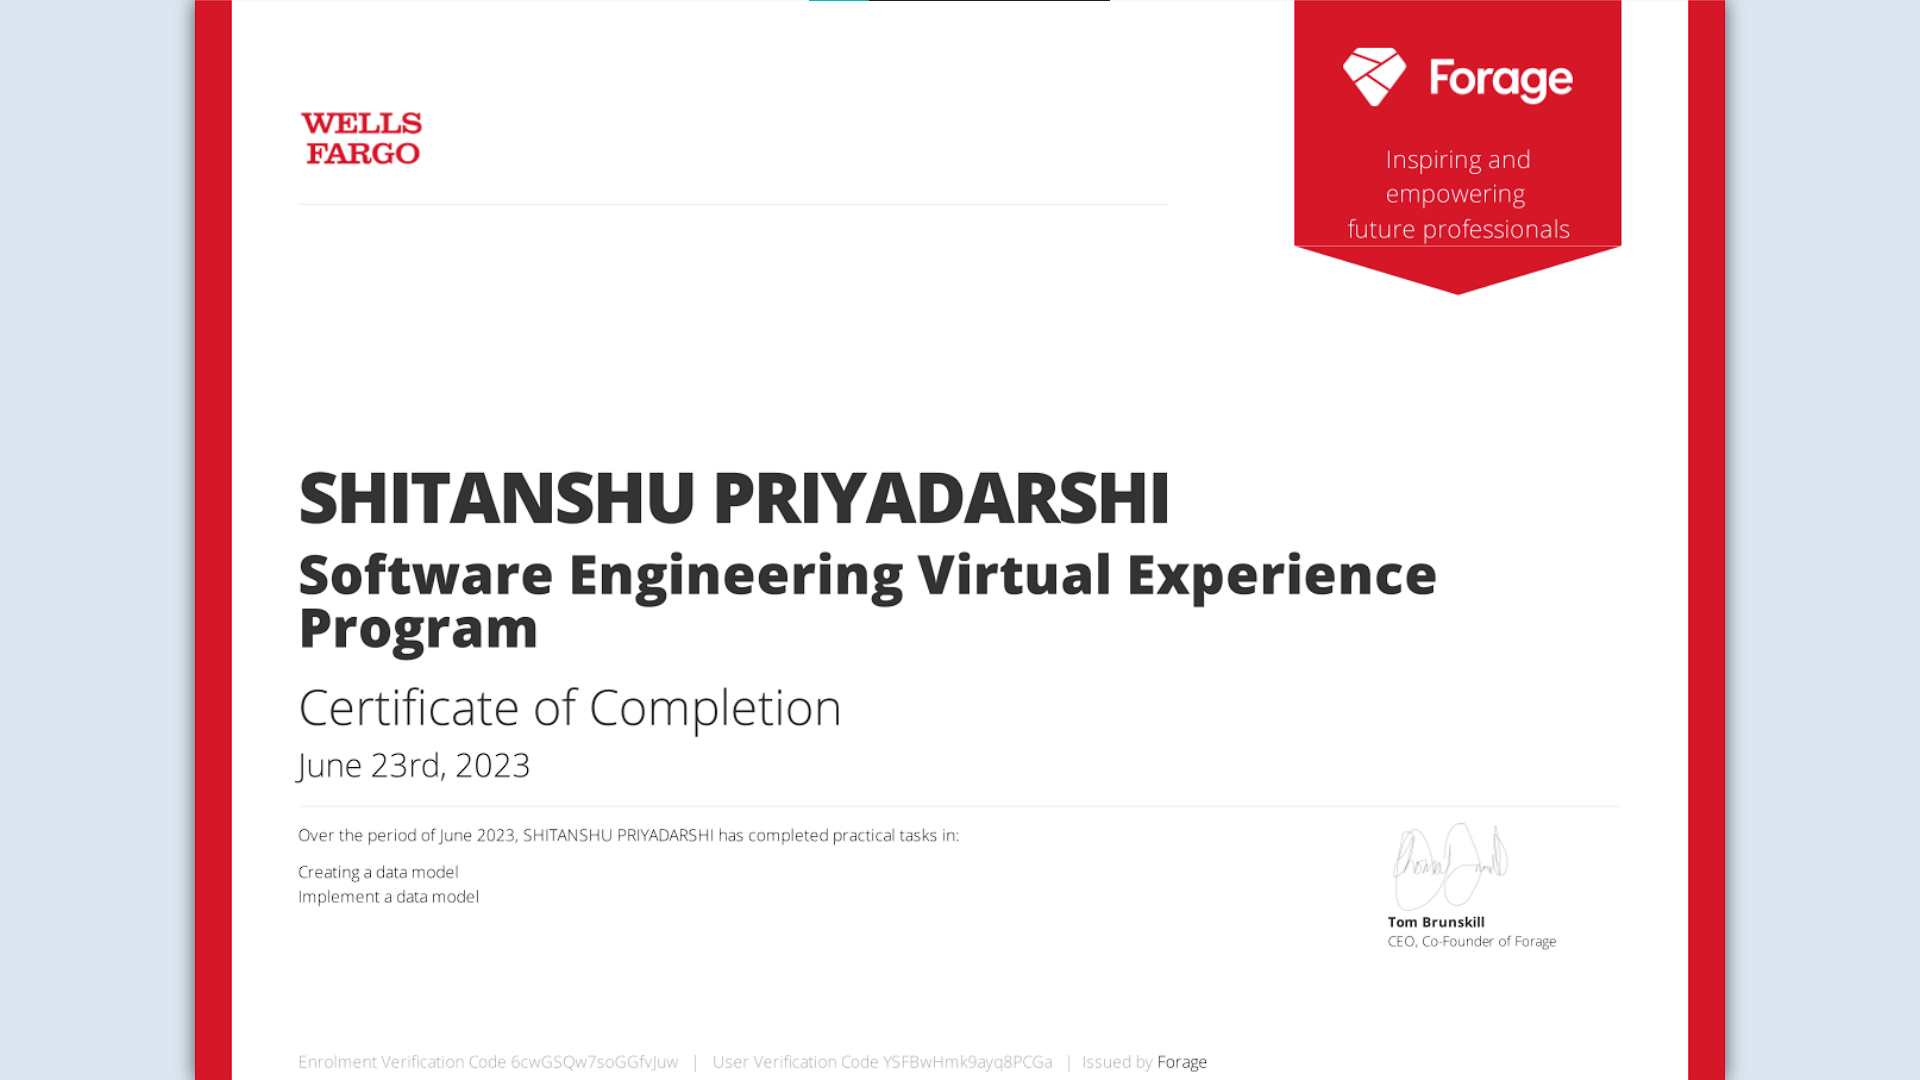 WELLS
FARGO
Forage
Inspiring and
empowering
future professionals
SHITANSHU PRIYADARSHI
Software Engineering Virtual Experience
Program
Certificate of Completion
June 23rd, 2023
Over the period of June 2023, SHITANSHU PRIYADARSHI has completed practical tasks in:
Creating a data model
Implement a data model
Tom Brunskill
CEO, Co-Founder of Forage
Enrolment Verification Code 6cwGSQw7soGGfvJuw | User Verification Code YSFBwHmk9ayq8PCGa | Issued by Forage